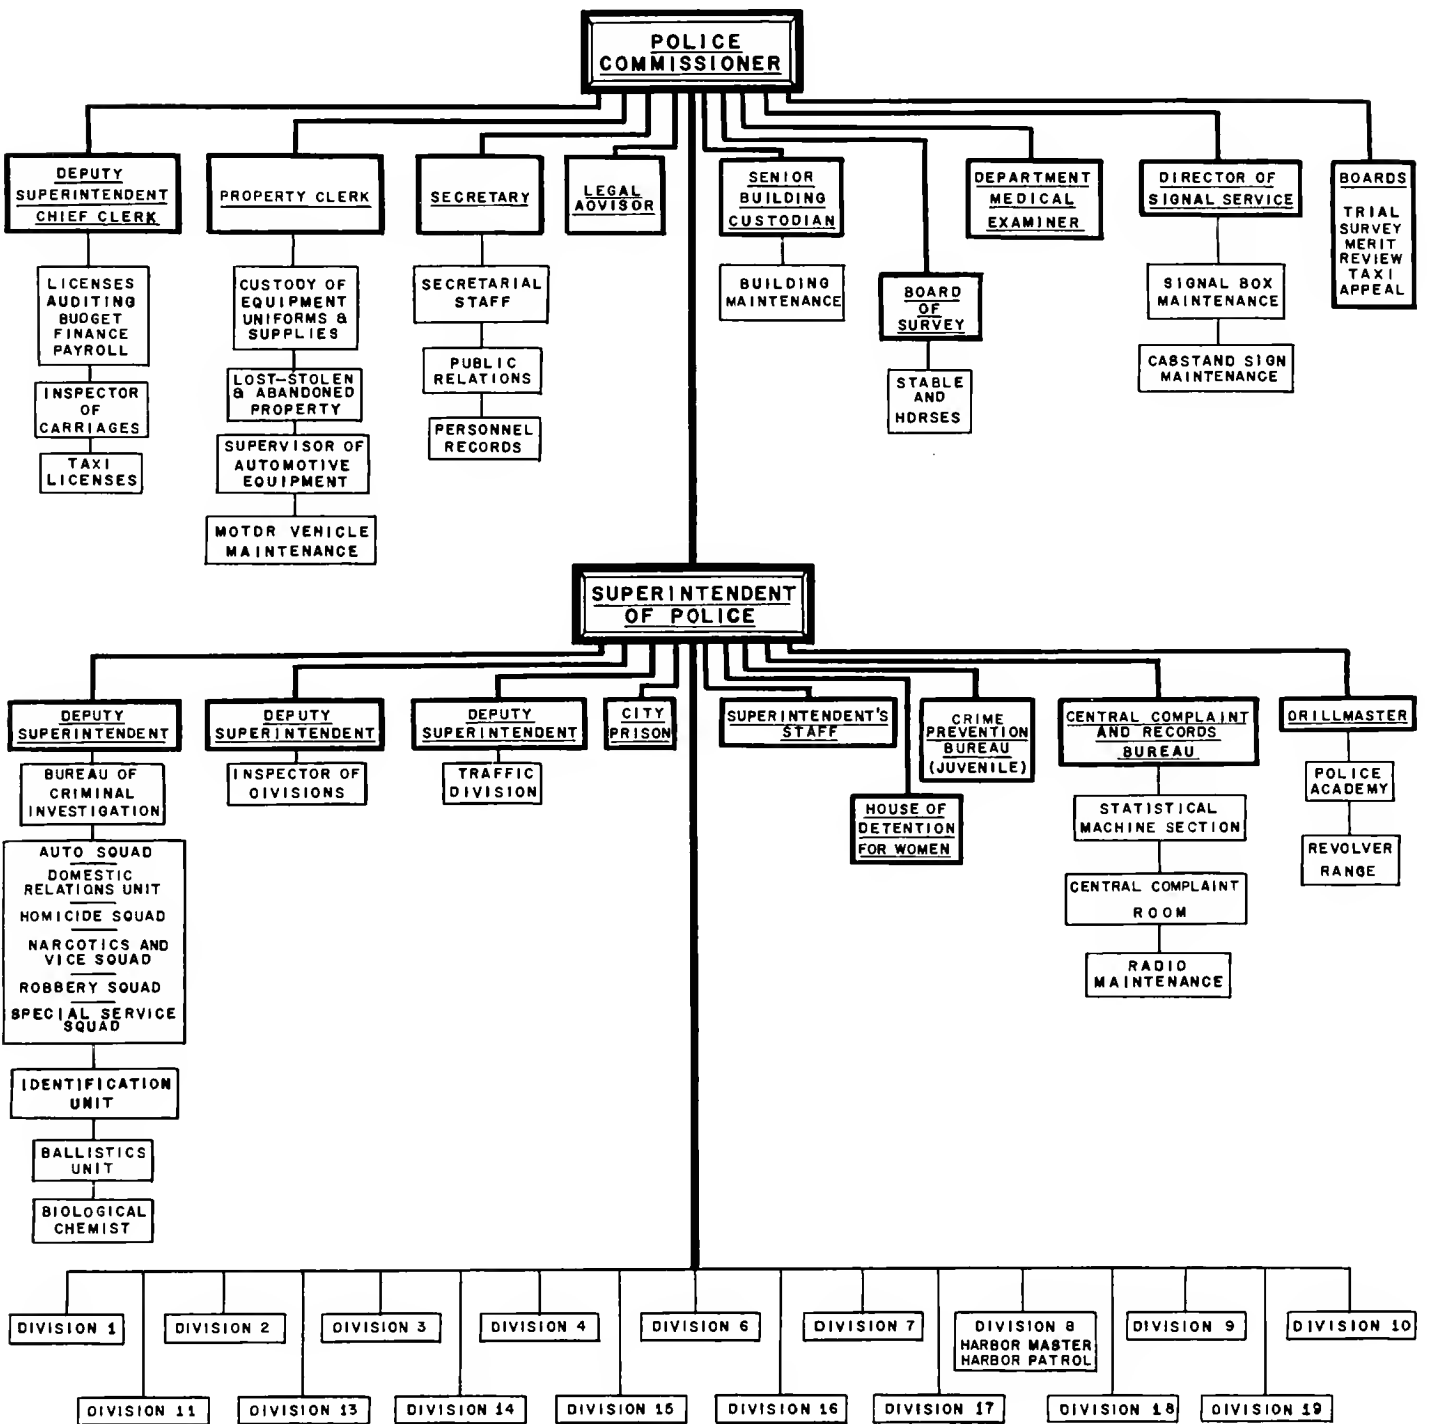 POLICE
COMMISSIONER
DEPUTY
SUPERINTENDENT
CHIEF CLERK
PROPERTY CLERK
SECRETARY
LEGAL
ADVISOR
SENIOR
BUILDING
CUSTODIAN
DEPARTMENT
MEDICAL
EXAMINER
DIRECTOR OF
SIGNAL SERVICE
BOARDS
TRIAL
SURVEY
MERIT
REVIEW
TAXI
APPEAL
LICENSES
AUDITING
BUDGET
FINANCE
PAYROLL
INSPECTOR
OF
CARRIAGES
TAXI
LICENSES
CUSTODY OF
EQUIPMENT
UNIFORMS &
SUPPLIES
LOST-STOLEN
& ABANDONED
PROPERTY
SUPERVISOR OF
AUTOMOTIVE
EQUIPMENT
MOTOR VEHICLE
MAINTENANCE
SECRETARIAL
STAFF
PUBLIC
RELATIONS
PERSONNEL
RECORDS
BUILDING
MAINTENANCE
BOARD
OF
SURVEY
STABLE
AND
HORSES
SIGNAL BOX
MAINTENANCE
CABSTAND SIGN
MAINTENANCE
SUPERINTENDENT
OF POLICE
DEPUTY
SUPERINTENDENT
DEPUTY
SUPERINTENDENT
DEPUTY
SUPERINTENDENT
CITY
PRISON
SUPERINTENDENT'S
STAFF
CRIME
PREVENTION
BUREAU
(JUVENILE)
CENTRAL COMPLAINT
AND RECORDS
BUREAU
DRILLMASTER
BUREAU OF
CRIMINAL
INVESTIGATION
AUTO SQUAD
DOMESTIC
RELATIONS UNIT
HOMICIDE SQUAD
NARCOTICS AND
VICE SQUAD
ROBBERY SQUAD
SPECIAL SERVICE
SQUAD
IDENTIFICATION
UNIT
BALLISTICS
UNIT
BIOLOGICAL
CHEMIST
INSPECTOR OF
DIVISIONS
TRAFFIC
DIVISION
HOUSE OF
DETENTION
FOR WOMEN
STATISTICAL
MACHINE SECTION
CENTRAL COMPLAINT
ROOM
RADIO
MAINTENANCE
POLICE
ACADEMY
REVOLVER
RANGE
DIVISION 1
DIVISION 2
DIVISION 3
DIVISION 4
DIVISION 6
DIVISION 7
DIVISION 8
HARBOR MASTER
HARBOR PATROL
DIVISION 9
DIVISION 10
DIVISION 11
DIVISION 13
DIVISION 14
DIVISION 15
DIVISION 16
DIVISION 17
DIVISION 18
DIVISION 19